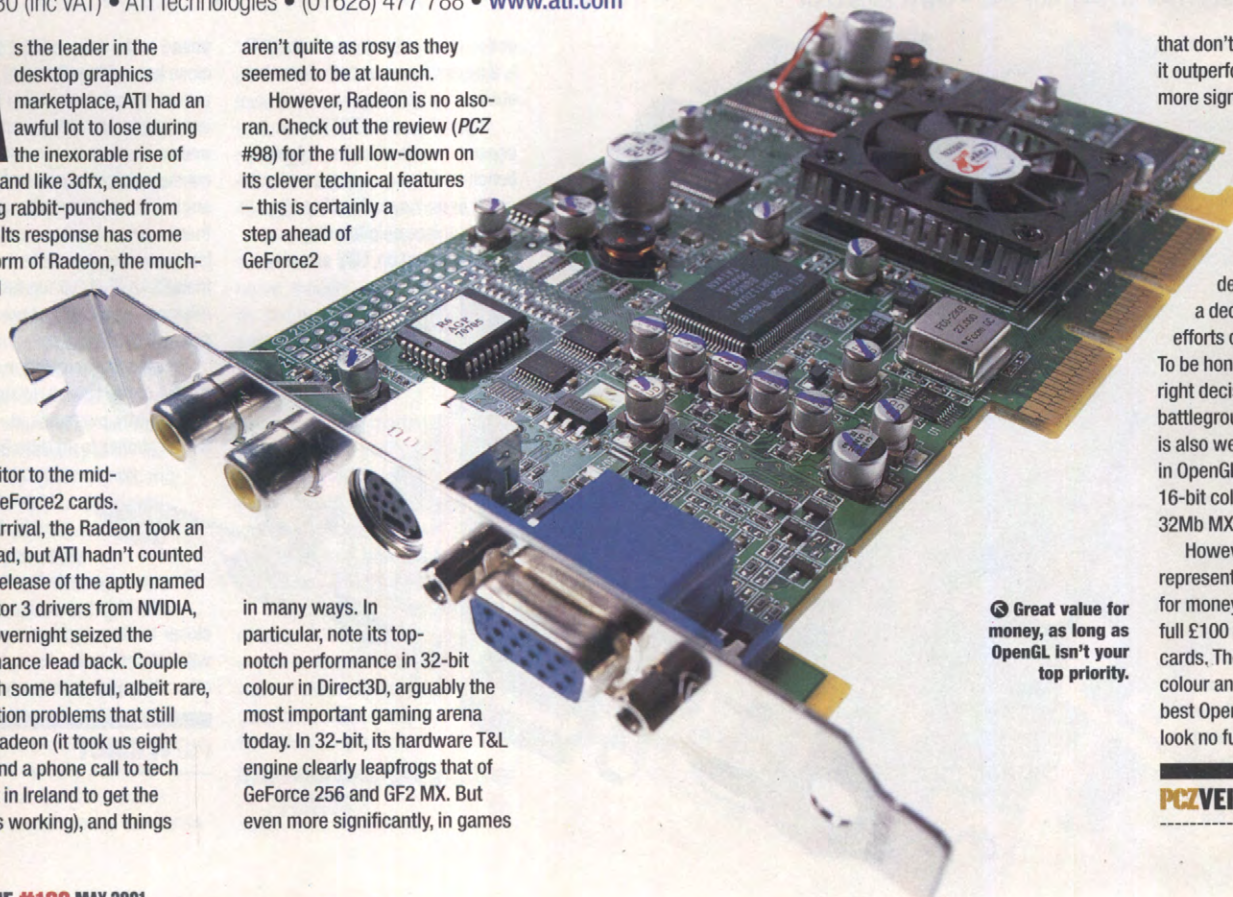 30 (inc VAT) • ATI Technologies • (01628) 477 788 • www.ati.com
s the leader in the
desktop graphics
marketplace, ATI had an
awful lot to lose during
the inexorable rise of
and like 3dfx, ended
rabbit-punched from
Its response has come
of Radeon, the much-
itor to the mid-
eForce2 cards.
rrival, the Radeon took an
ad, but ATI hadn't counted
elease of the aptly named
tor 3 drivers from NVIDIA,
vernight seized the
nance lead back. Couple
some hateful, albeit rare,
tion problems that still
adeon (it took us eight
nd a phone call to tech
in Ireland to get the
s working), and things
aren't quite as rosy as they
seemed to be at launch.
However, Radeon is no also-
ran. Check out the review (PCZ
#98) for the full low-down on
its clever technical features
– this is certainly a
step ahead of
GeForce2
in many ways. In
particular, note its top-
notch performance in 32-bit
colour in Direct3D, arguably the
most important gaming arena
today. In 32-bit, its hardware T&L
engine clearly leapfrogs that of
GeForce 256 and GF2 MX. But
even more significantly, in games
that don't
it outperfo
more sign
de
a dec
efforts o
To be hon
right decis
battlegrou
is also we
in OpenGL
16-bit col
32Mb MX
Howev
represent
for money
full £100
cards, The
colour an
best Open
look no fu
PCZ VE
Great value for
money, as long as
OpenGL isn't your
top priority.
R6
AGP
MAY 2001